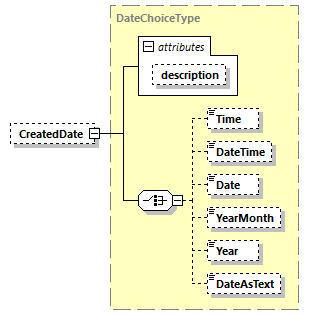 DateChoiceType
attributes
description
CreatedDate
Time
DateTime
Date
YearMonth
Year
DateAsText